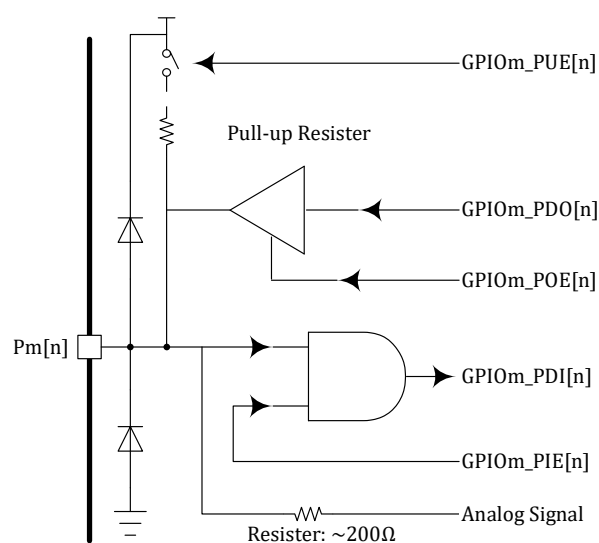 GPIOm_PUE[n]
Pull-up Resister
GPIOm_PDO[n]
GPIOm_POE[n]
Pm[n]
GPIOm_PDI[n]
GPIOm_PIE[n]
Analog Signal
Resister: ~200Ω